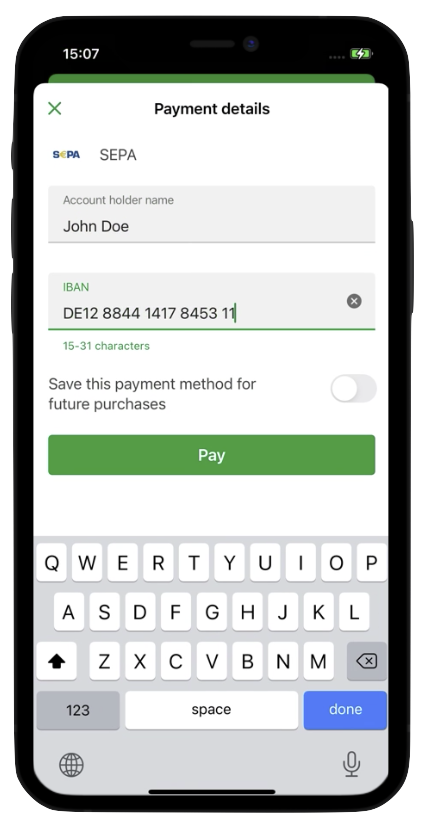 15:07
Payment details
S€PA SEPA
Account holder name
John Doe
IBAN
DE12 8844 1417 8453 11
15-31 characters
Save this payment method for
future purchases
Pay
Q W E R T Y U I O P
A S D F G H J K L
Z X C V B N M
123 space done